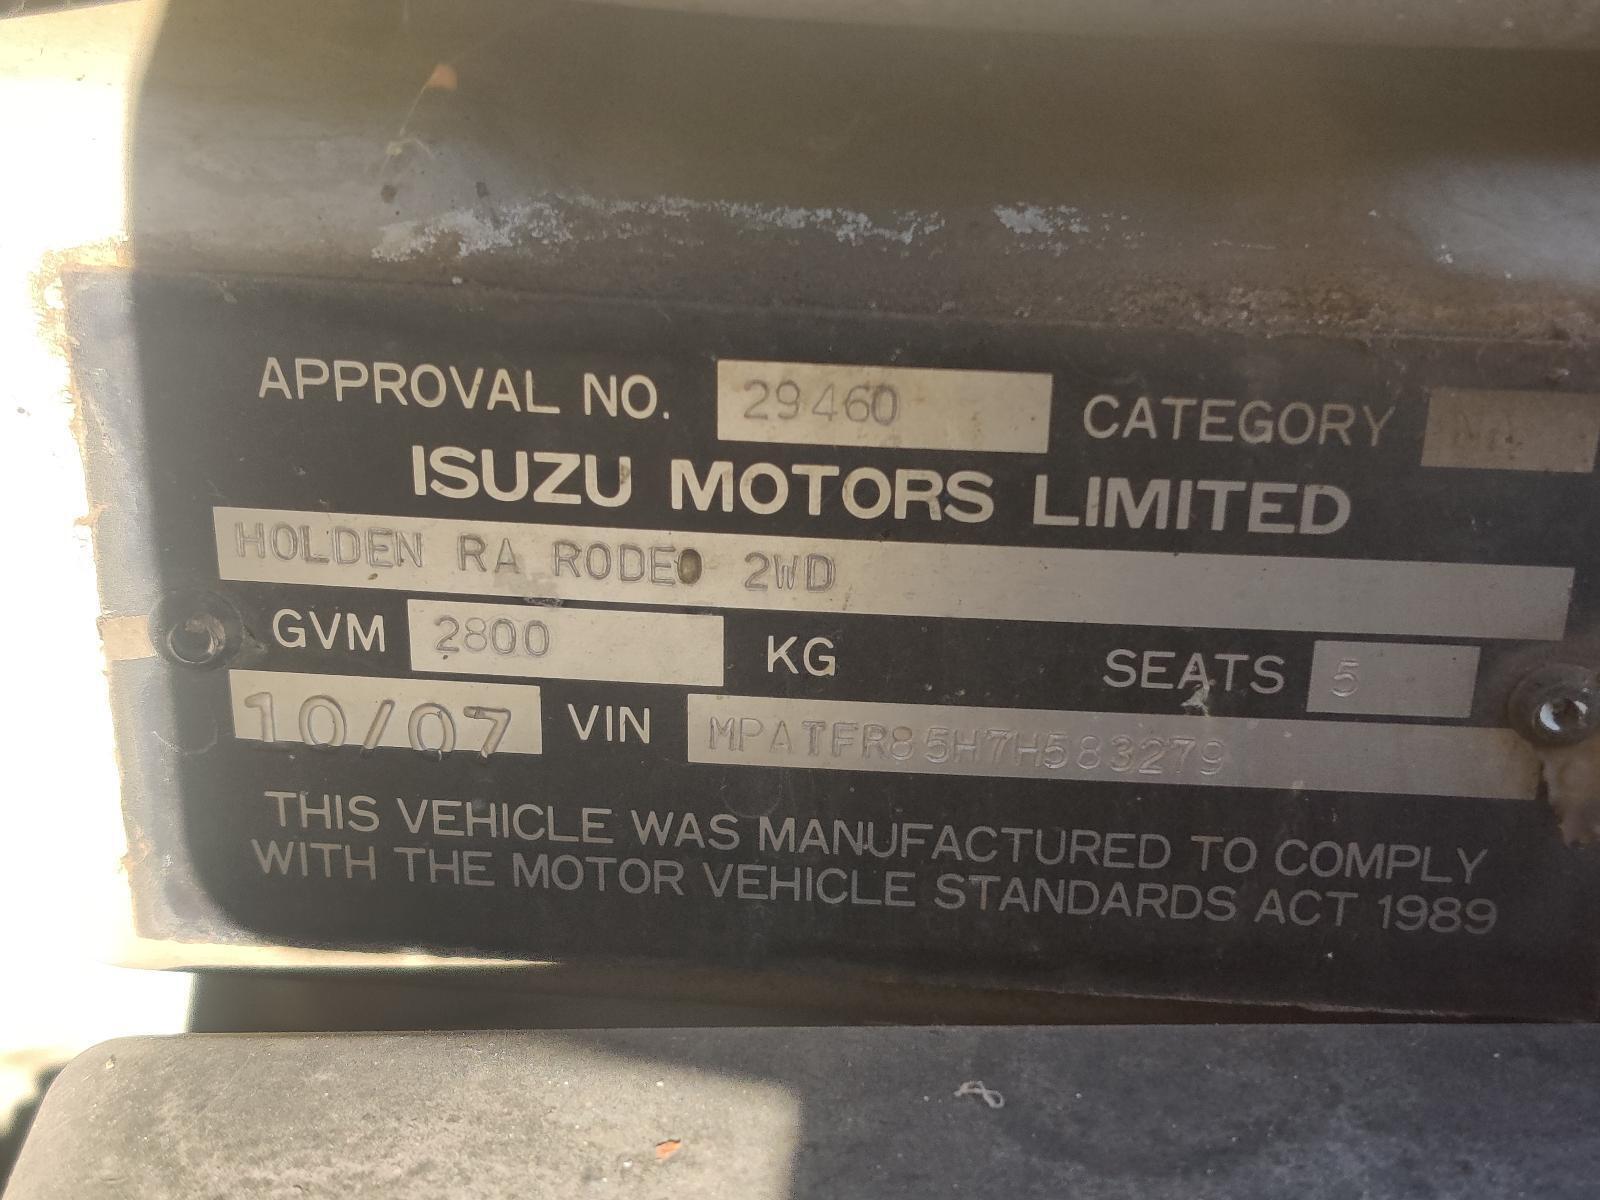 APPROVAL NO. 29460 CATEGORY
ISUZU MOTORS LIMITED
HOLDEN RA RODEO 2WD
GVM 2800 KG SEATS 5
10/07 VIN MPATFR85H7H583279
THIS VEHICLE WAS MANUFACTURED TO COMPLY
WITH THE MOTOR VEHICLE STANDARDS ACT 1989